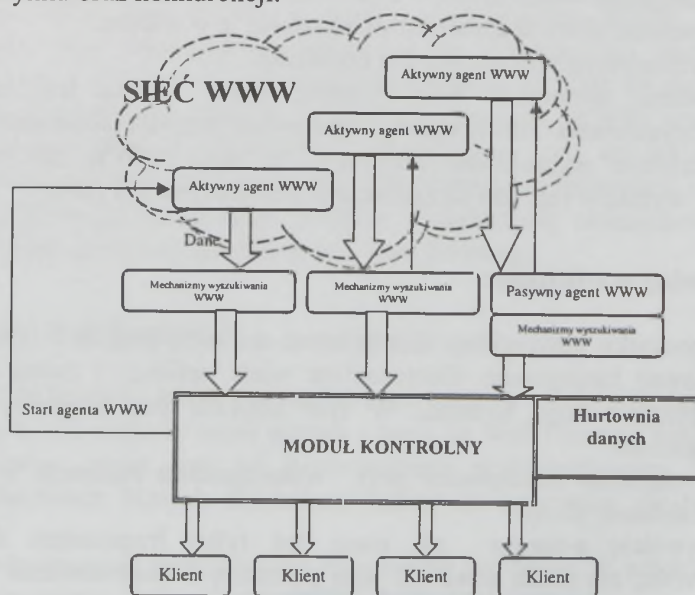 Aktywny agent WWW
SIEĆ WWW
Aktywny agent WWW
Aktywny agent WWW
Dane
Mechanizmy wyszukiwania
WWW
Mechanizmy wyszukiwania
WWW
Pasywny agent WWW
Mechanizmy wyszukiwania
WWW
Start agenta WWW
MODUŁ KONTROLNY
Hurtownia
danych
Klient
Klient
Klient
Klient